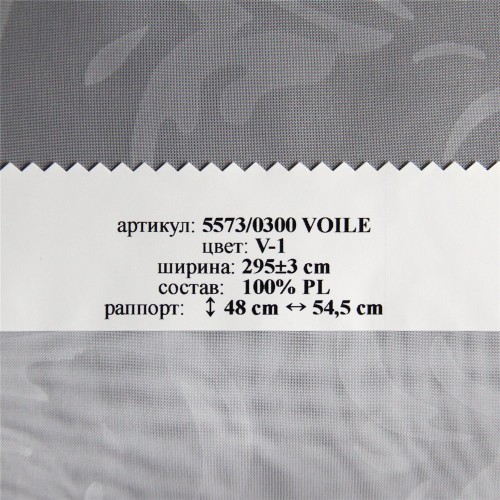 артикул: 5573/0300 VOILE
цвет: V-1
ширина: 295±3 cm
состав: 100% PL
раппорт: ↕ 48 cm ↔ 54,5 cm